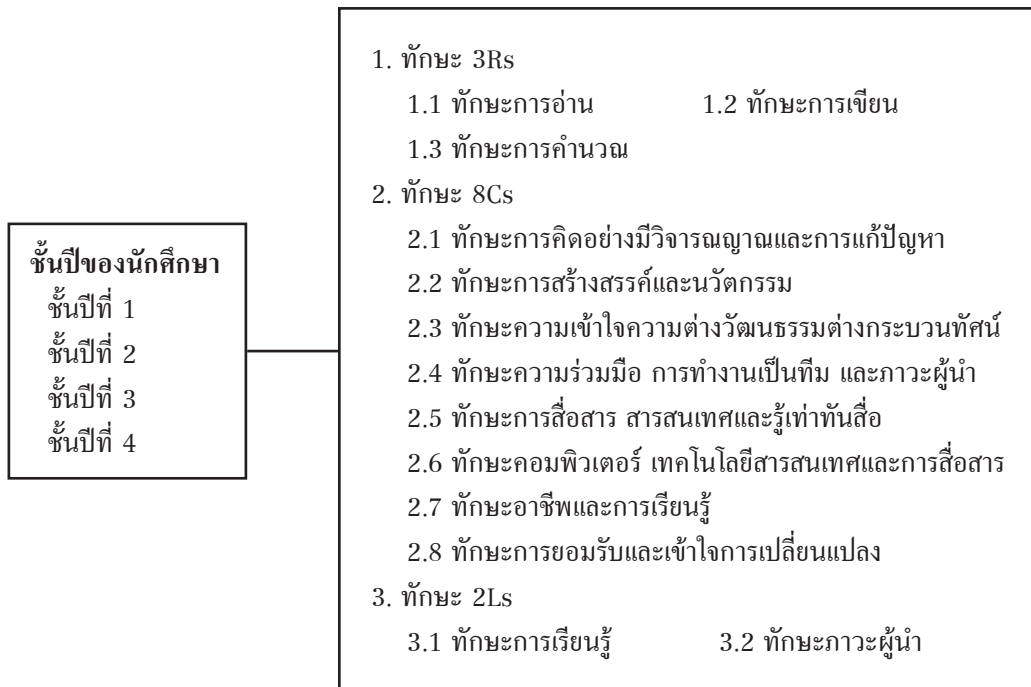 ชั้นปีของนักศึกษา
ชั้นปีที่ 1
ชั้นปีที่ 2
ชั้นปีที่ 3
ชั้นปีที่ 4
1. ทักษะ 3Rs
1.1 ทักษะการอ่าน 1.2 ทักษะการเขียน
1.3 ทักษะการคำนวณ
2. ทักษะ 8Cs
2.1 ทักษะการคิดอย่างมีวิจารณญาณและการแก้ปัญหา
2.2 ทักษะการสร้างสรรค์และนวัตกรรม
2.3 ทักษะความเข้าใจความต่างวัฒนธรรมต่างกระบวนทัศน์
2.4 ทักษะความร่วมมือ การทำงานเป็นทีม และภาวะผู้นำ
2.5 ทักษะการสื่อสาร สารสนเทศและรู้เท่าทันสื่อ
2.6 ทักษะคอมพิวเตอร์ เทคโนโลยีสารสนเทศและการสื่อสาร
2.7 ทักษะอาชีพและการเรียนรู้
2.8 ทักษะการยอมรับและเข้าใจการเปลี่ยนแปลง
3. ทักษะ 2Ls
3.1 ทักษะการเรียนรู้ 3.2 ทักษะภาวะผู้นำ